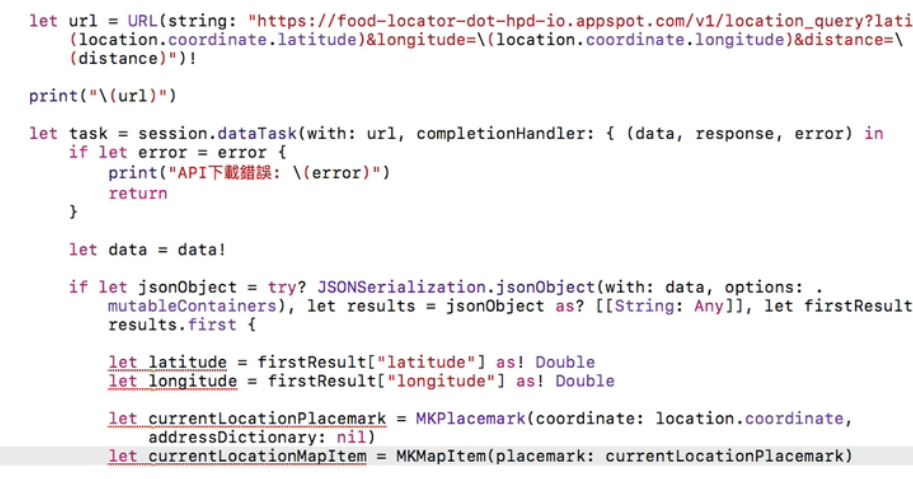 let url = URL(string: "https://food-locator-dot-hpd-io.appspot.com/v1/location_query?lati
(location.coordinate.latitude)&longitude=\(location.coordinate.longitude)&distance=\
(distance)")!
print("\(url)")
let task = session.dataTask(with: url, completionHandler: { (data, response, error) in
if let error = error {
print("API下載錯誤: \(error)")
return
}
let data = data!
if let jsonObject = try? JSONSerialization.jsonObject(with: data, options: .
mutableContainers), let results = jsonObject as? [[String: Any]], let firstResult
results.first {
let latitude = firstResult["latitude"] as! Double
let longitude = firstResult["longitude"] as! Double
let currentLocationPlacemark = MKPlacemark(coordinate: location.coordinate,
addressDictionary: nil)
let currentLocationMapItem = MKMapItem(placemark: currentLocationPlacemark)